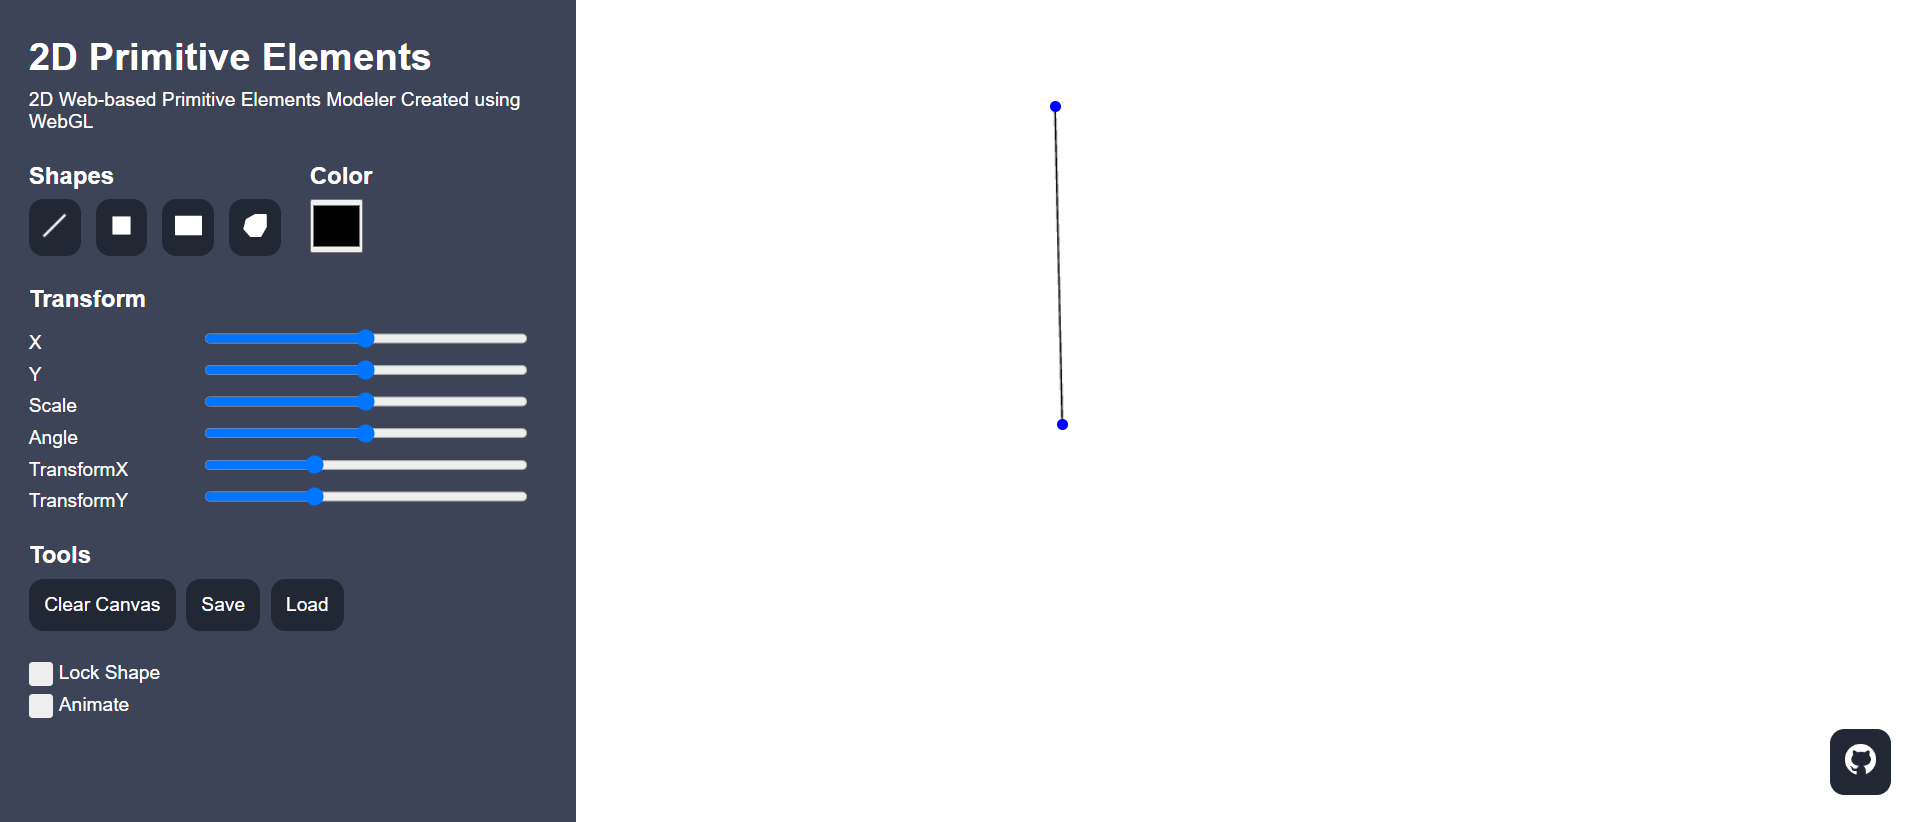 2D Primitive Elements
2D Web-based Primitive Elements Modeler Created using
WebGL
Shapes
Color
Transform
X
Y
Scale
Angle
TransformX
TransformY
Tools
Clear Canvas
Save
Load
Lock Shape
Animate